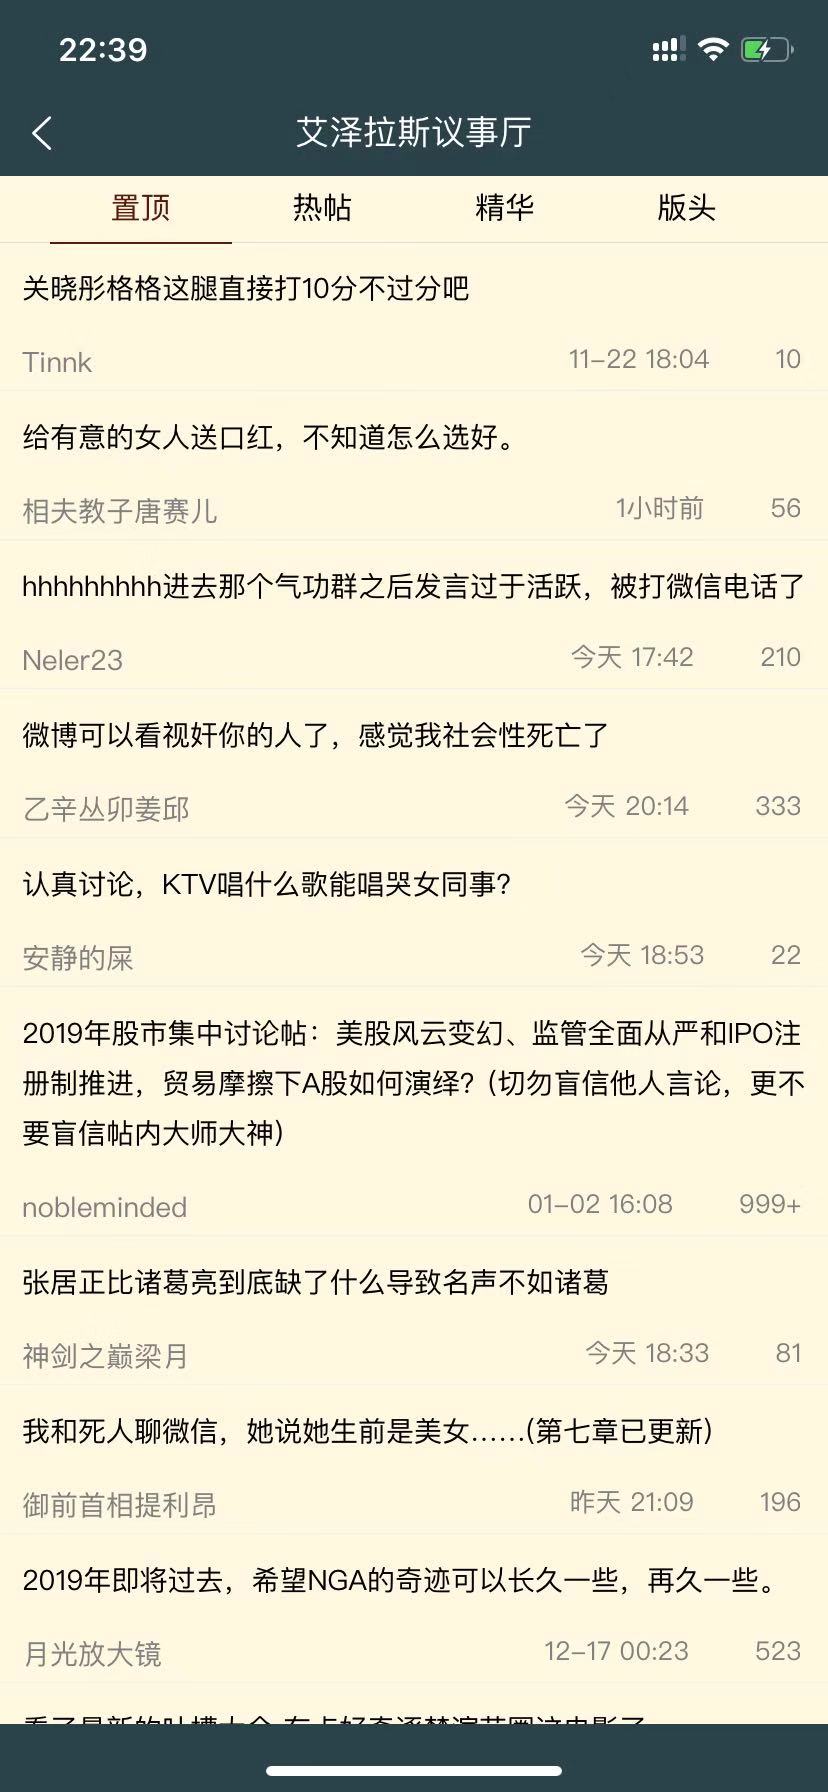 22:39
艾泽拉斯议事厅
置顶 热帖 精华 版头
关晓彤格格这腿直接打10分不过分吧
Tinnk 11-22 18:04 10
给有意的女人送口红，不知道怎么选好。
相夫教子唐赛儿 1小时前 56
hhhhhhhhh进去那个气功群之后发言过于活跃，被打微信电话了
Neler23 今天 17:42 210
微博可以看视奸你的人了，感觉我社会性死亡了
乙辛丛卯姜邱 今天 20:14 333
认真讨论，KTV唱什么歌能唱哭女同事？
安静的屎 今天 18:53 22
2019年股市集中讨论帖：美股风云变幻、监管全面从严和IPO注
册制推进，贸易摩擦下A股如何演绎？(切勿盲信他人言论，更不
要盲信帖内大师大神)
nobleminded 01-02 16:08 999+
张居正比诸葛亮到底缺了什么导致名声不如诸葛
神剑之巅梁月 今天 18:33 81
我和死人聊微信，她说她生前是美女……(第七章已更新)
御前首相提利昂 昨天 21:09 196
2019年即将过去，希望NGA的奇迹可以长久一些，再久一些。
月光放大镜 12-17 00:23 523